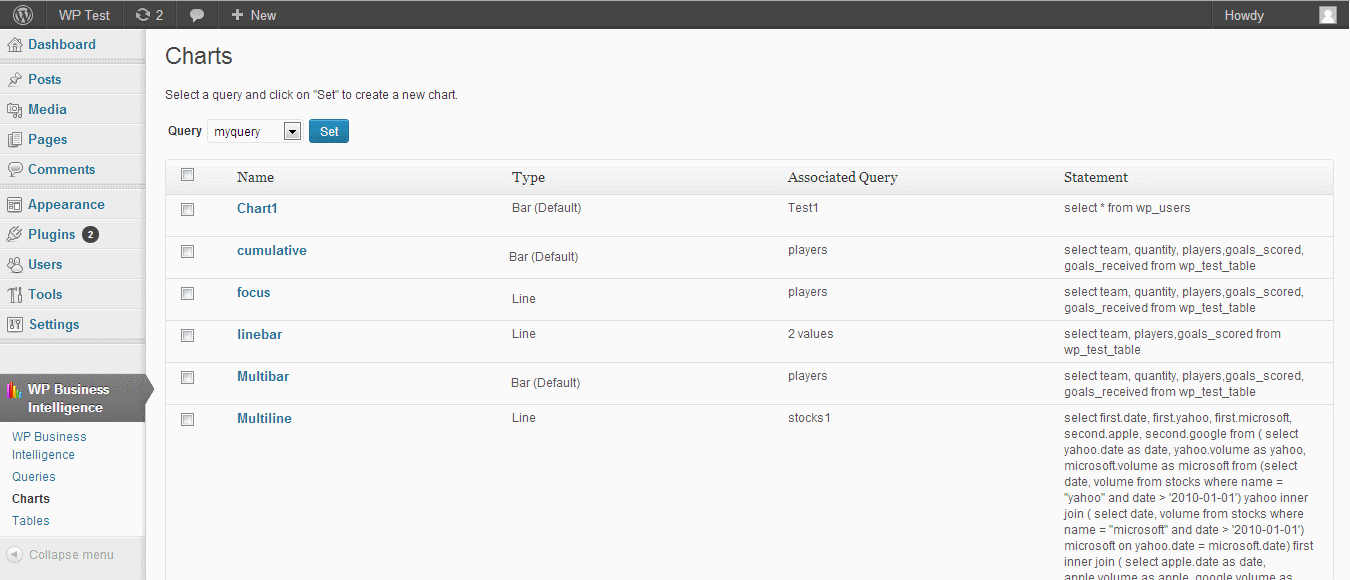 WP Test 2 + New Howdy
Dashboard
Posts
Media
Pages
Comments
Appearance
Plugins 2
Users
Tools
Settings
WP Business
Intelligence
WP Business
Intelligence
Queries
Charts
Tables
Collapse menu
Charts
Select a query and click on "Set" to create a new chart.
Query myquery Set
Name Type Associated Query Statement
Chart1 Bar (Default) Test1 select * from wp_users
cumulative Bar (Default) players select team, quantity, players,goals_scored,
goals_received from wp_test_table
focus Line players select team, quantity, players,goals_scored,
goals_received from wp_test_table
linebar Line 2 values select team, players,goals_scored from
wp_test_table
Multibar Bar (Default) players select team, quantity, players,goals_scored,
goals_received from wp_test_table
Multiline Line stocks1 select first.date, first.yahoo, first.microsoft,
second.apple, second.google from ( select
yahoo.date as date, yahoo.volume as yahoo,
microsoft.volume as microsoft from (select
date, volume from stocks where name =
"yahoo" and date > '2010-01-01') yahoo inner
join ( select date, volume from stocks where
name = "microsoft" and date > '2010-01-01')
microsoft on yahoo.date = microsoft.date) first
inner join ( select apple.date as date,
apple.volume as apple, google.volume as